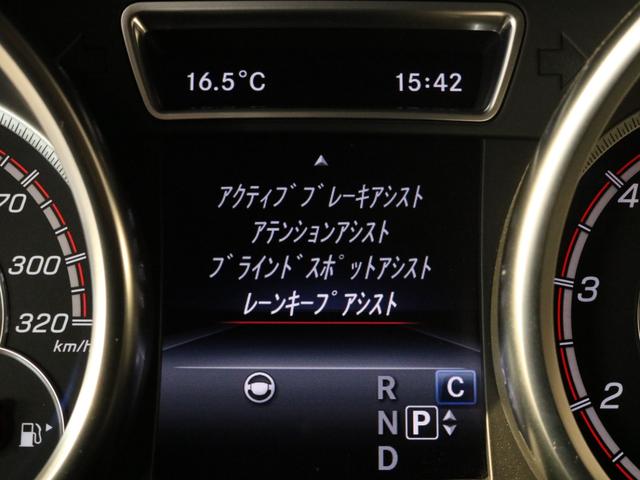 16.5°C 15:42
アクティブブレーキアシスト
アテンションアシスト
ブラインドスポットアシスト
レーンキープアシスト
70
300
320
km/h
4
3
2
R C
N P
D